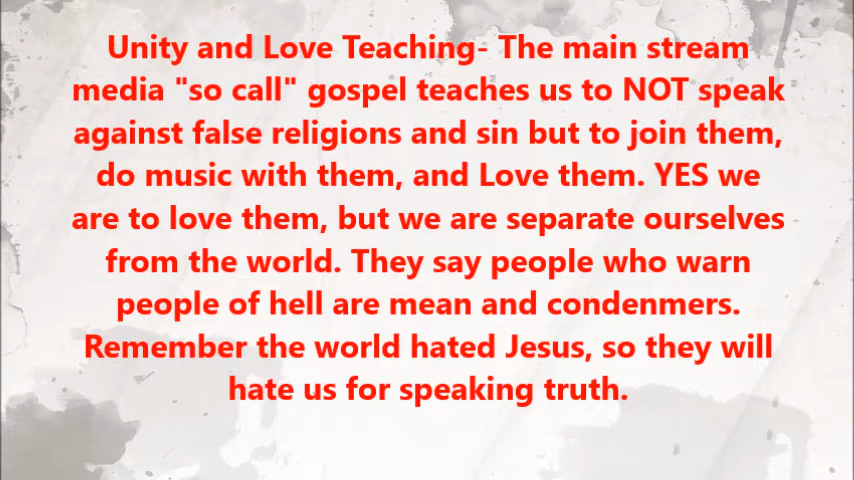 Unity and Love Teaching- The main stream
media "so call" gospel teaches us to NOT speak
against false religions and sin but to join them,
do music with them, and Love them. YES we
are to love them, but we are separate ourselves
from the world. They say people who warn
people of hell are mean and condenmers.
Remember the world hated Jesus, so they will
hate us for speaking truth.